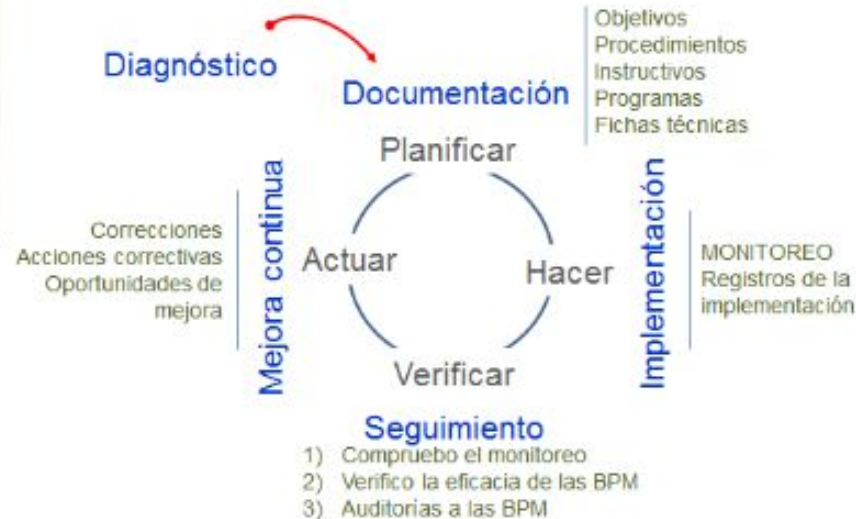 Diagnóstico
Documentación
Objetivos
Procedimientos
Instructivos
Programas
Fichas técnicas
Planificar
Mejora continua
Correcciones
Acciones correctivas
Oportunidades de
mejora
Actuar
Hacer
Implementación
MONITOREO
Registros de la
implementación
Verificar
Seguimiento
1) Compruebo el monitoreo
2) Verifico la eficacia de las BPM
3) Auditorias a las BPM